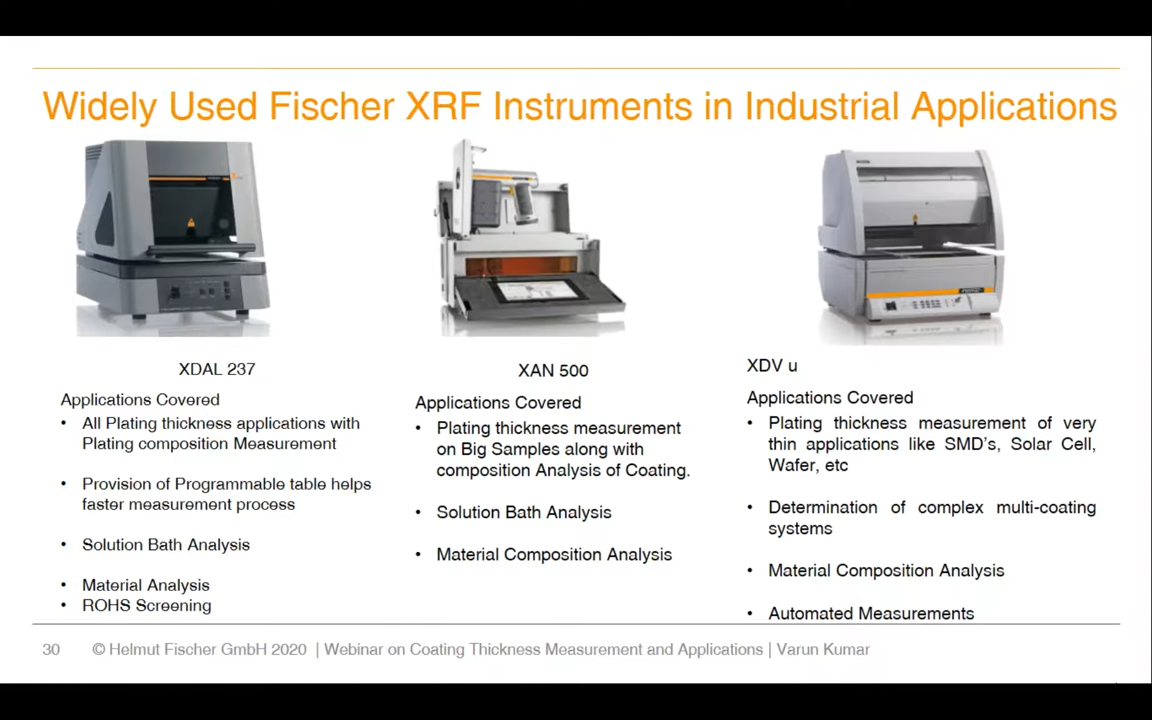 Widely Used Fischer XRF Instruments in Industrial Applications
XDAL 237
Applications Covered
• All Plating thickness applications with
Plating composition Measurement
• Provision of Programmable table helps
faster measurement process
• Solution Bath Analysis
• Material Analysis
• ROHS Screening
XAN 500
Applications Covered
• Plating thickness measurement
on Big Samples along with
composition Analysis of Coating.
• Solution Bath Analysis
• Material Composition Analysis
XDV u
Applications Covered
• Plating thickness measurement of very
thin applications like SMD's, Solar Cell,
Wafer, etc
• Determination of complex multi-coating
systems
• Material Composition Analysis
• Automated Measurements
30 © Helmut Fischer GmbH 2020 | Webinar on Coating Thickness Measurement and Applications | Varun Kumar